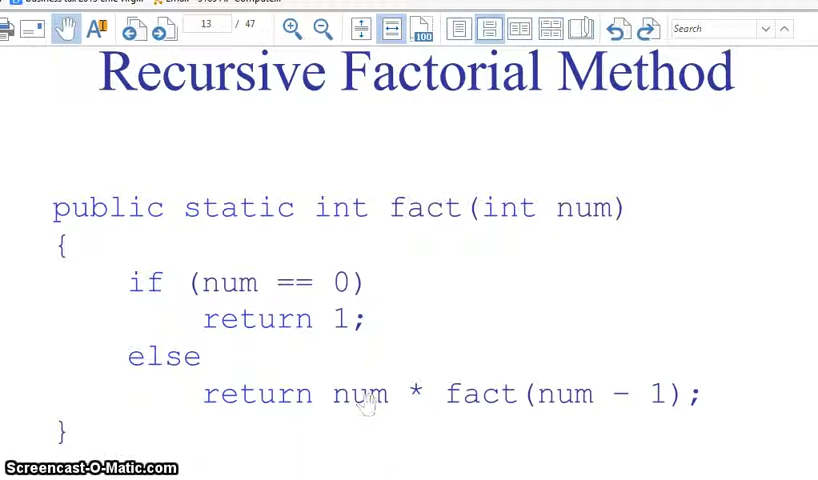 13 / 47
100
Search
Recursive Factorial Method
public static int fact(int num)
{
if (num == 0)
return 1;
else
return num * fact(num - 1);
}
Screencast-O-Matic.com